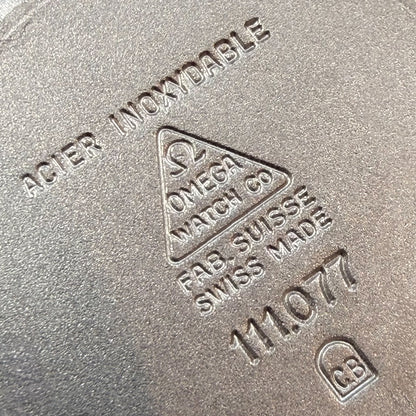 ACIER INOXYDABLE
Ω
OMEGA
WATCH CO
FAB. SUISSE
SWISS MADE
111.077
CB